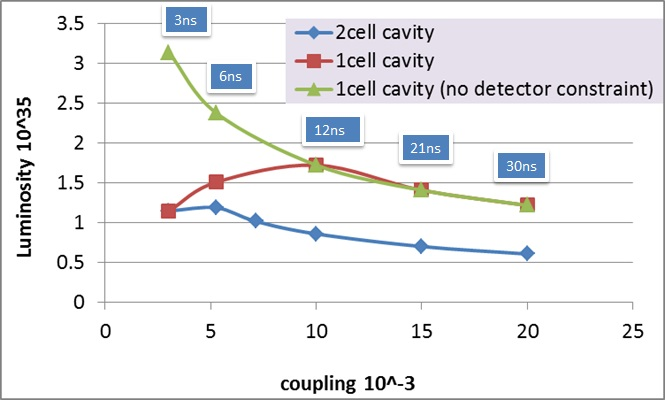 3.5
3
2.5
2
1.5
1
0.5
0
0
5
10
15
20
25
Luminosity 10^35
coupling 10^-3
2cell cavity
1cell cavity
1cell cavity (no detector constraint)
3ns
6ns
12ns
21ns
30ns